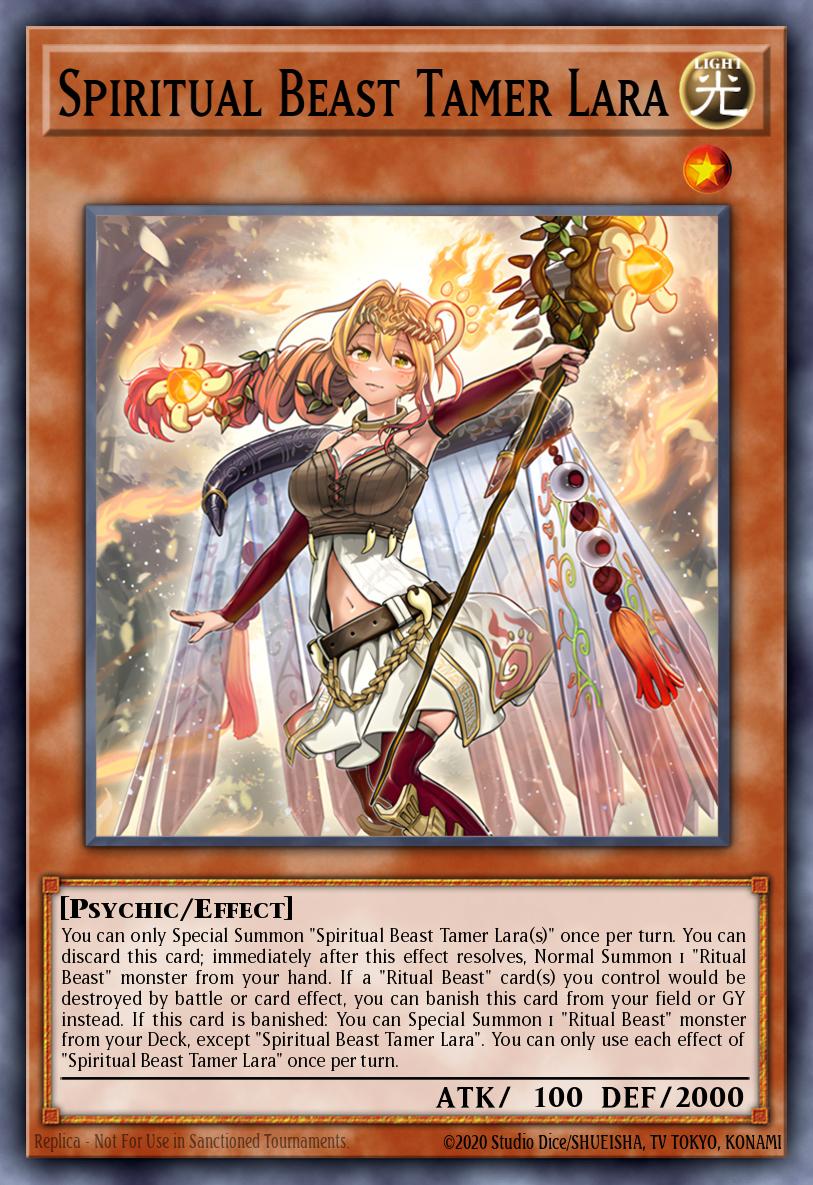 SPIRITUAL BEAST TAMER LARA
LIGHT
光
[PSYCHIC/EFFECT]
You can only Special Summon "Spiritual Beast Tamer Lara(s)" once per turn. You can
discard this card; immediately after this effect resolves, Normal Summon 1 "Ritual
Beast" monster from your hand. If a "Ritual Beast" card(s) you control would be
destroyed by battle or card effect, you can banish this card from your field or GY
instead. If this card is banished: You can Special Summon 1 "Ritual Beast" monster
from your Deck, except "Spiritual Beast Tamer Lara". You can only use each effect of
"Spiritual Beast Tamer Lara" once per turn.
ATK/ 100 DEF/2000
Replica - Not For Use in Sanctioned Tournaments.
©2020 Studio Dice/SHUEISHA, TV TOKYO, KONAMI